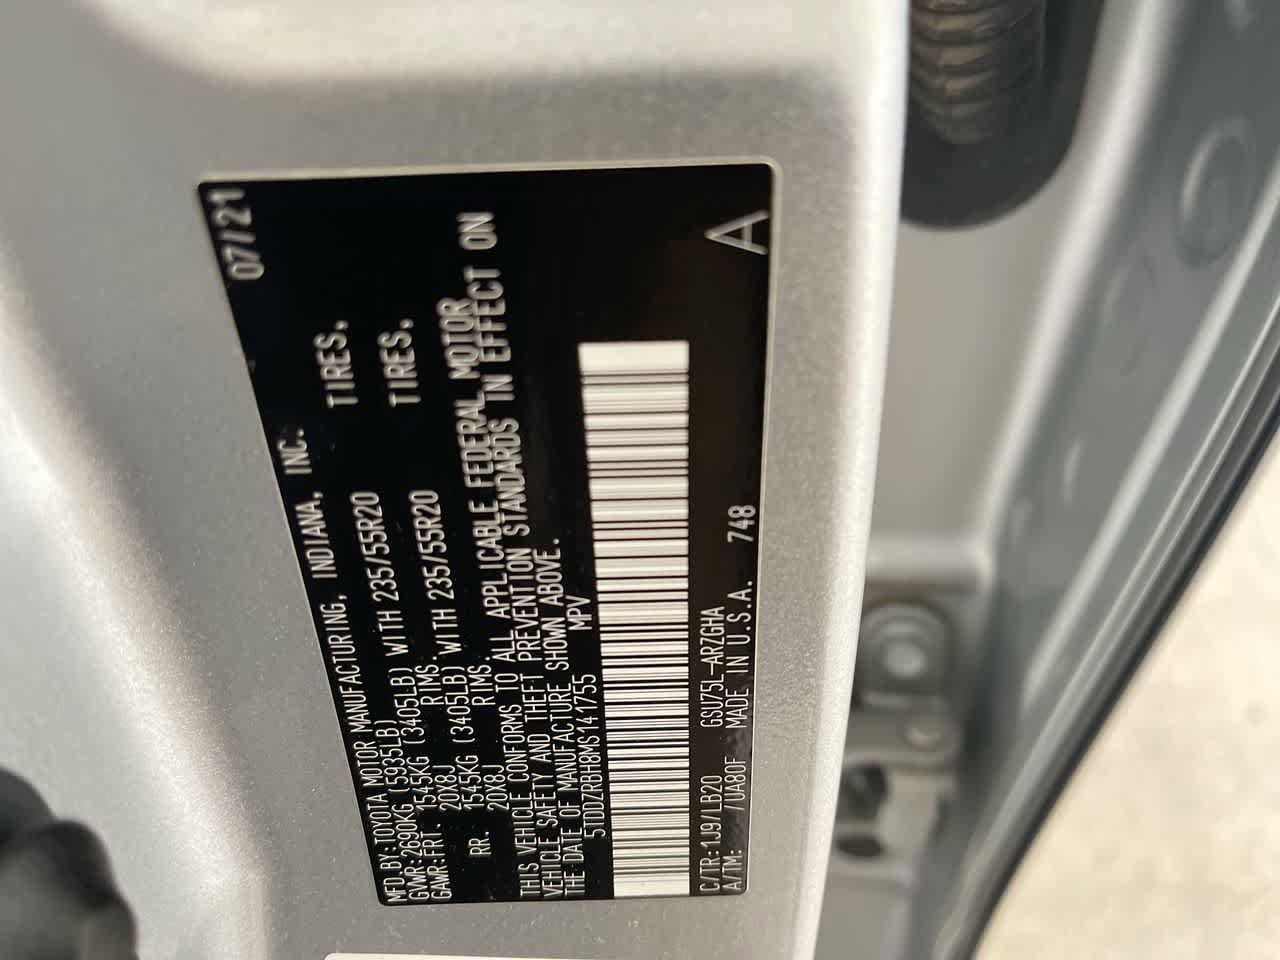 MFD.BY:TOYOTA MOTOR MANUFACTURING, INDIANA, INC. 07/21
GVWR:2690KG (5935LB)
GAWR:FRT. 1545KG (3405LB) WITH 235/55R20 TIRES,
20X8J RIMS.
RR. 1545KG (3405LB) WITH 235/55R20 TIRES.
20X8J RIMS.
THIS VEHICLE CONFORMS TO ALL APPLICABLE FEDERAL MOTOR
VEHICLE SAFETY AND THEFT PREVENTION STANDARDS IN EFFECT ON
THE DATE OF MANUFACTURE SHOWN ABOVE.
5TDDZRBH8MS141755 MPV
C/TR:1J9/LB20 GSU75L-ARZGHA
A/TM: /UA80F MADE IN U.S.A. 748 A